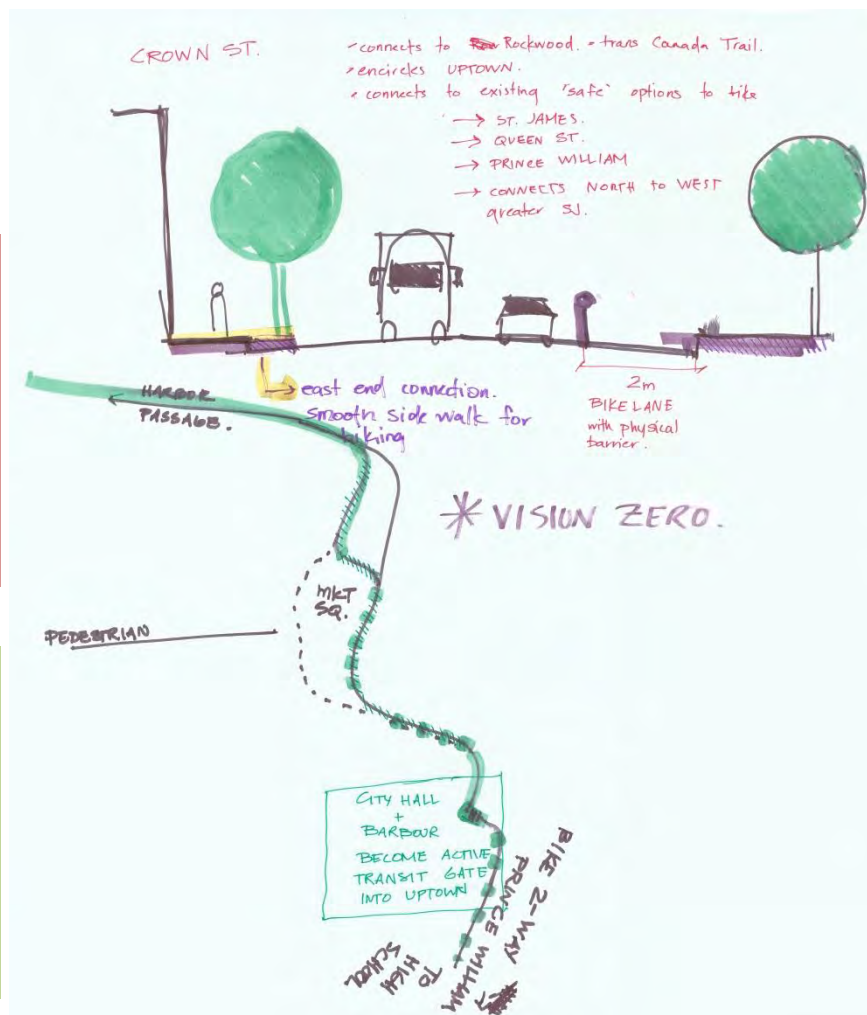 CROWN ST.
- connects to Rockwood. - trans Canada Trail.
- encircles UPTOWN.
• connects to existing 'safe' options to bike
→ ST. JAMES.
→ QUEEN ST.
→ PRINCE WILLIAM
→ CONNECTS NORTH TO WEST
greater SJ.
→ east end connection.
smooth side walk for
biking
2m
BIKE LANE
with physical
barrier.
HARBOR
PASSAGE.
* VISION ZERO.
MKT
SQ.
PEDESTRIAN
CITY HALL
+
BARBOUR
BECOME ACTIVE
TRANSIT GATE
INTO UPTOWN
BIKE 2-WAY
PRINCE WILLIAM
TO
HIGH
SCHOOL